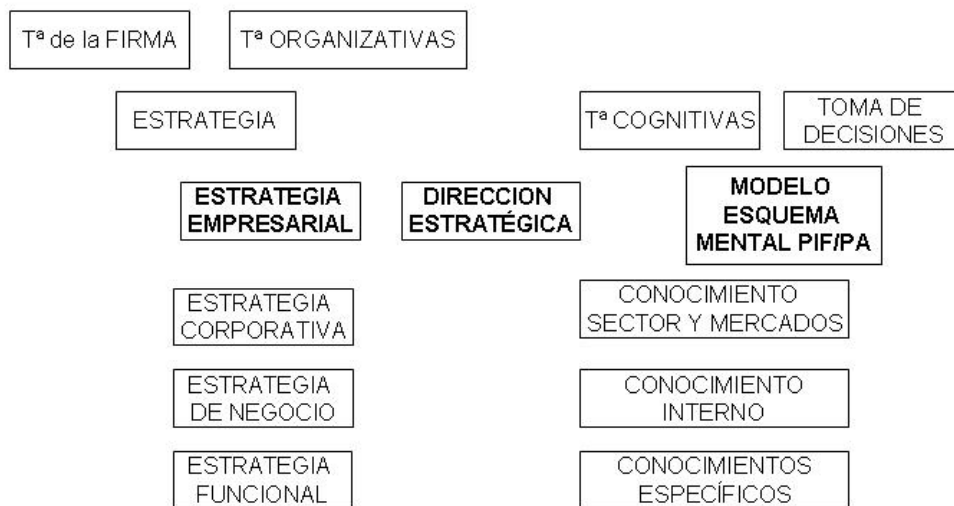 Tª de la FIRMA
Tª ORGANIZATIVAS
ESTRATEGIA
Tª COGNITIVAS
TOMA DE
DECISIONES
ESTRATEGIA
EMPRESARIAL
DIRECCION
ESTRATÉGICA
MODELO
ESQUEMA
MENTAL PIF/PA
ESTRATEGIA
CORPORATIVA
CONOCIMIENTO
SECTOR Y MERCADOS
ESTRATEGIA
DE NEGOCIO
CONOCIMIENTO
INTERNO
ESTRATEGIA
FUNCIONAL
CONOCIMIENTOS
ESPECÍFICOS